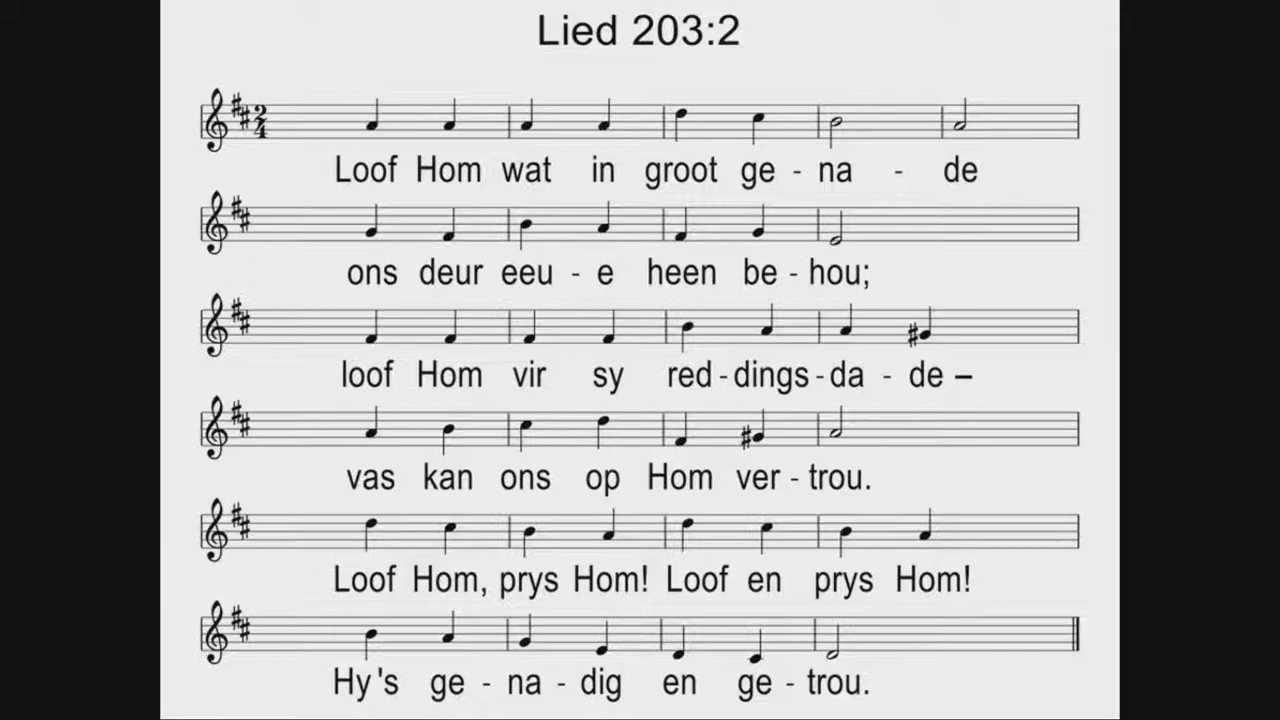 Lied 203:2
2
4
Loof Hom wat in groot ge - na - de
ons deur eeu - e heen be - hou;
loof Hom vir sy red - dings - da - de –
vas kan ons op Hom ver - trou.
Loof Hom, prys Hom! Loof en prys Hom!
Hy's ge - na - dig en ge - trou.